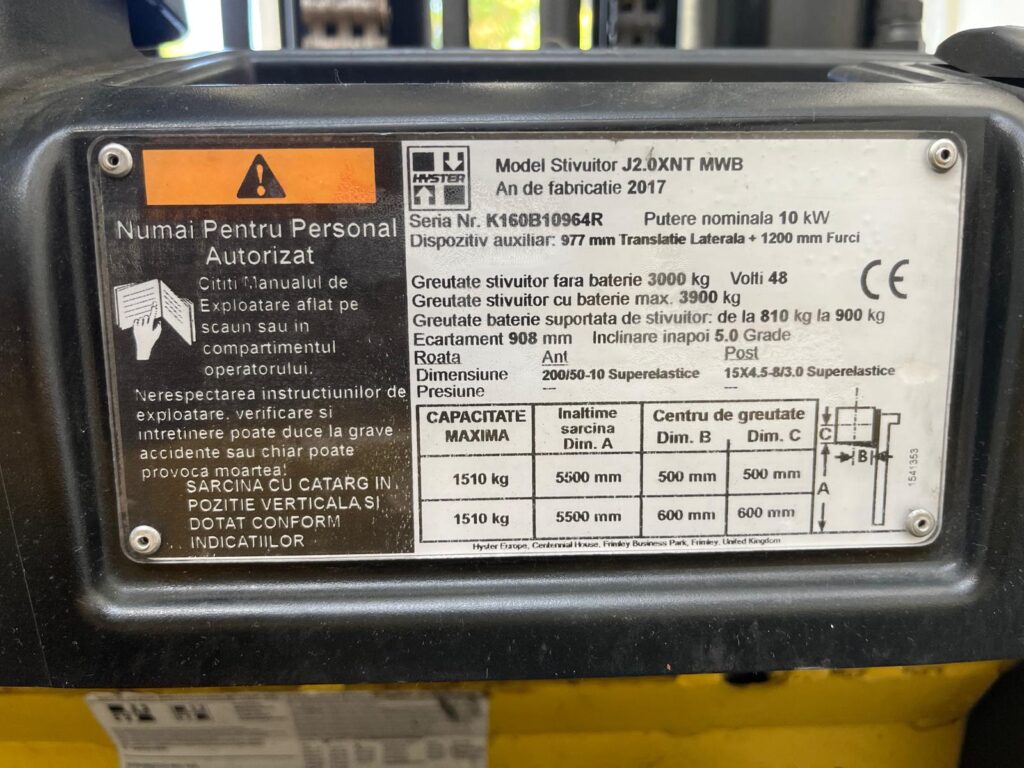 Numai Pentru Personal
Autorizat
Cititi Manualul de
Exploatare aflat pe
scaun sau in
compartimentul
operatorului.
Nerespectarea instructiunilor de
exploatare, verificare si
intretinere poate duce la grave
accidente sau chiar poate
provoca moartea!
SARCINA CU CATARG IN
POZITIE VERTICALA SI
DOTAT CONFORM
INDICATIILOR
HYSTER
Model Stivuitor J2.0XNT MWB
An de fabricatie 2017
Seria Nr. K160B10964R Putere nominala 10 kW
Dispozitiv auxiliar: 977 mm Translatie Laterala + 1200 mm Furci
Greutate stivuitor fara baterie 3000 kg Volti 48
Greutate stivuitor cu baterie max. 3900 kg
CE
Greutate baterie suportata de stivuitor: de la 810 kg la 900 kg
Ecartament 908 mm Inclinare inapoi 5.0 Grade
Roata Ant Post
Dimensiune 200/50-10 Superelastice 15X4.5-8/3.0 Superelastice
Presiune --- ---
CAPACITATE MAXIMA Inaltime sarcina Dim. A Centru de greutate Dim. B Dim. C
1510 kg 5500 mm 500 mm 500 mm
1510 kg 5500 mm 600 mm 600 mm
C
B
A
1541353
Hyster Europe, Centennial House, Frimley Business Park, Frimley, United Kingdom